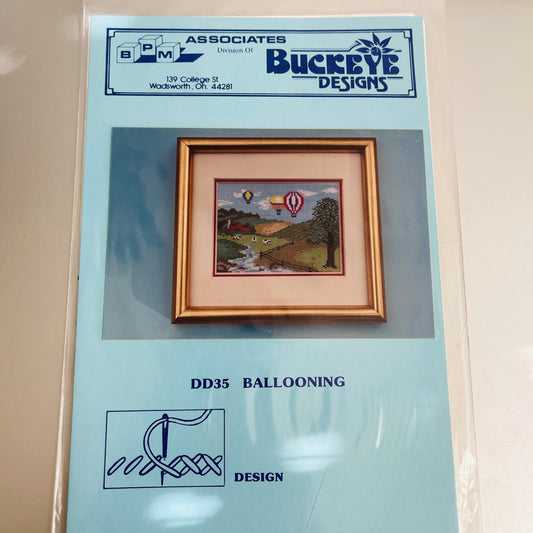 BPM ASSOCIATES
Division Of
BUCKEYE
DESIGNS
139 College St.
Wadsworth, Oh. 44281
DD35 BALLOONING
DESIGN